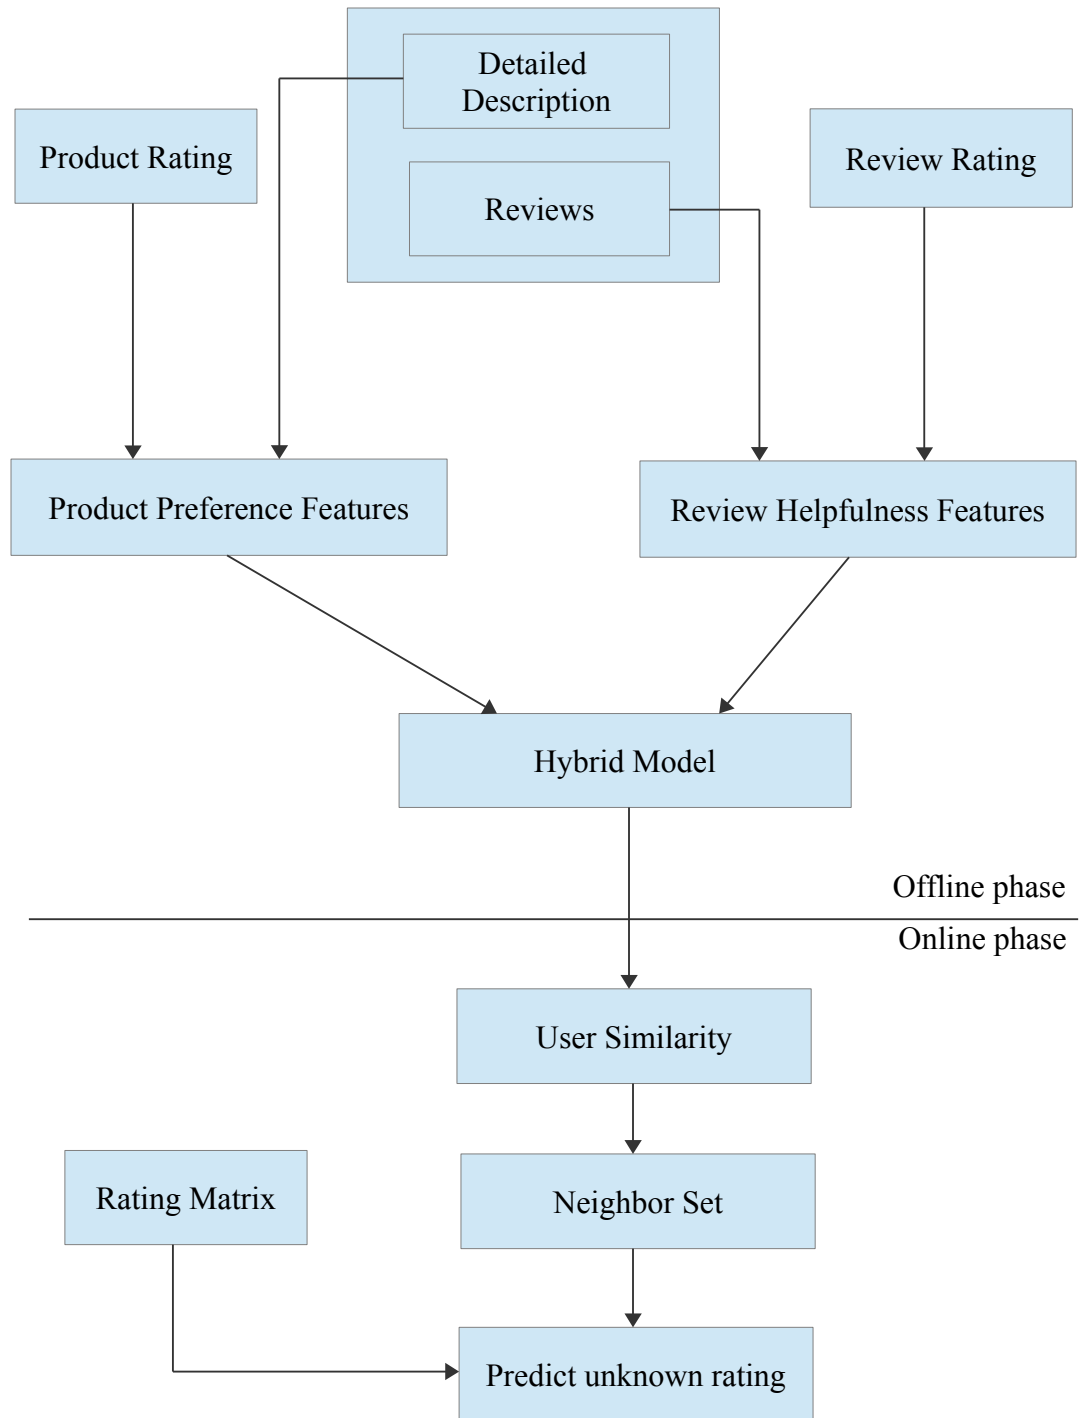 Detailed
Description
Product Rating
Review Rating
Reviews
Product Preference Features
Review Helpfulness Features
Hybrid Model
Offline phase
Online phase
User Similarity
Rating Matrix
Neighbor Set
Predict unknown rating